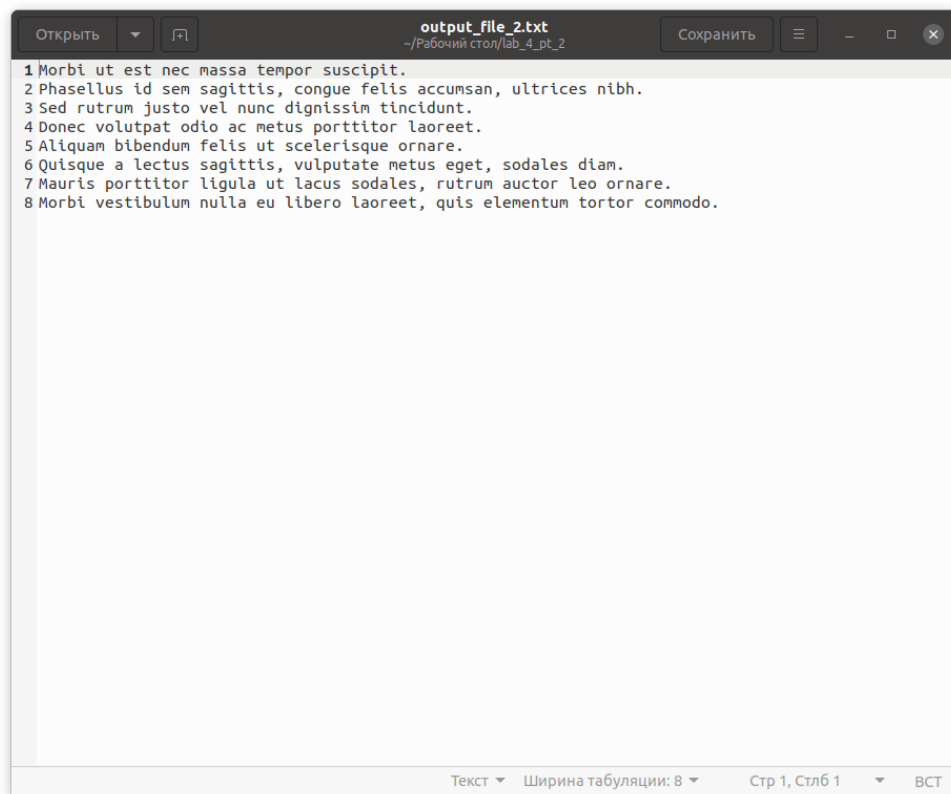 Открыть
output_file_2.txt
~/Рабочий стол/lab_4_pt_2
Сохранить
1 Morbi ut est nec massa tempor suscipit.
2 Phasellus id sem sagittis, congue felis accumsan, ultrices nibh.
3 Sed rutrum justo vel nunc dignissim tincidunt.
4 Donec volutpat odio ac metus porttitor laoreet.
5 Aliquam bibendum felis ut scelerisque ornare.
6 Quisque a lectus sagittis, vulputate metus eget, sodales diam.
7 Mauris porttitor ligula ut lacus sodales, rutrum auctor leo ornare.
8 Morbi vestibulum nulla eu libero laoreet, quis elementum tortor commodo.
Текст Ширина табуляции: 8 Стр 1, Стлб 1 ВСТ